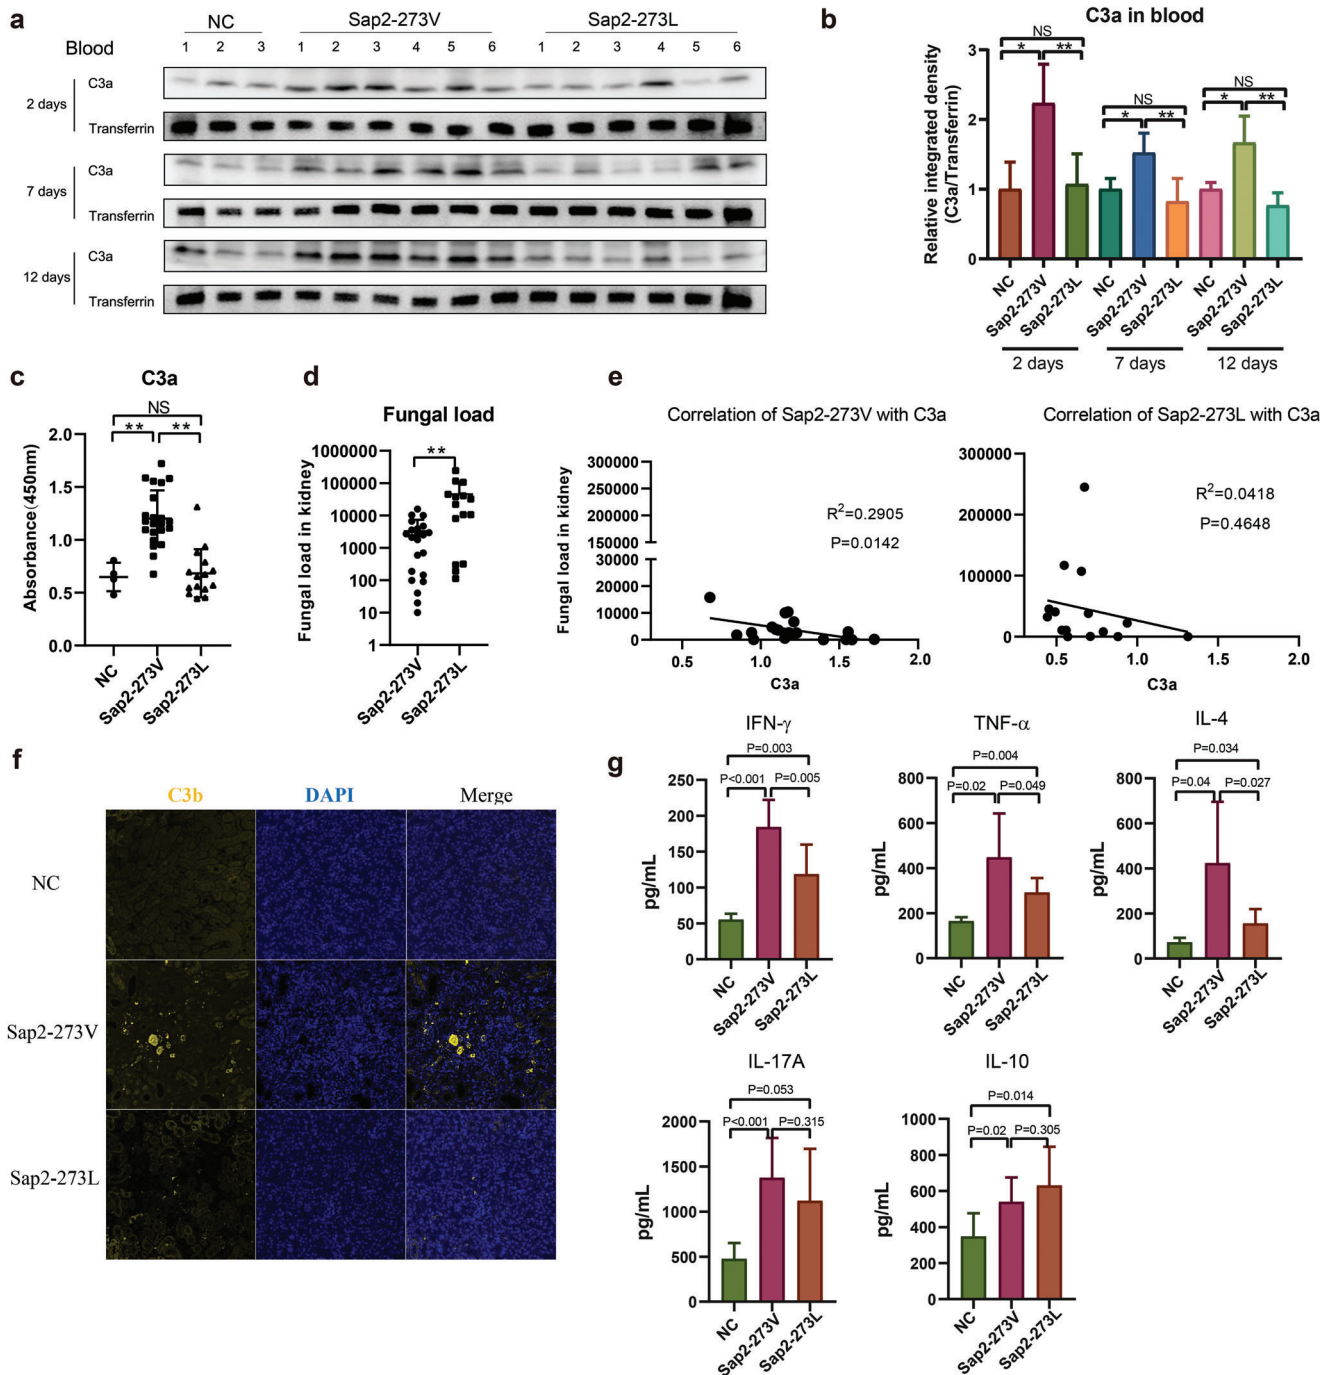 a
NC
Sap2-273V
Sap2-273L
Blood
1 2 3 1 2 3 4 5 6 1 2 3 4 5 6
2 days
C3a
Transferrin
7 days
C3a
Transferrin
12 days
C3a
Transferrin
b
C3a in blood
Relative integrated density
(C3a/Transferrin)
3
2
1
0
NS
* **
NS
* **
NS
* **
NC
Sap2-273V
Sap2-273L
NC
Sap2-273V
Sap2-273L
NC
Sap2-273V
Sap2-273L
2 days
7 days
12 days
c
C3a
NS
** **
Absorbance(450nm)
2.0
1.5
1.0
0.5
0.0
NC
Sap2-273V
Sap2-273L
d
Fungal load
**
Fungal load in kidney
1000000
100000
10000
1000
100
10
1
Sap2-273V
Sap2-273L
e
Correlation of Sap2-273V with C3a
Fungal load in kidney
300000
250000
200000
150000
100000
50000
30000
20000
10000
0
R2=0.2905
P=0.0142
0.5 1.0 1.5 2.0
C3a
Correlation of Sap2-273L with C3a
300000
200000
100000
0
R2=0.0418
P=0.4648
0.5 1.0 1.5 2.0
C3a
f
C3b
DAPI
Merge
NC
Sap2-273V
Sap2-273L
g
IFN-γ
P=0.003
P<0.001 P=0.005
pg/mL
250
200
150
100
50
0
NC
Sap2-273V
Sap2-273L
TNF-α
P=0.004
P=0.02 P=0.049
pg/mL
800
600
400
200
0
NC
Sap2-273V
Sap2-273L
IL-4
P=0.034
P=0.04 P=0.027
pg/mL
800
600
400
200
0
NC
Sap2-273V
Sap2-273L
IL-17A
P=0.053
P<0.001 P=0.315
pg/mL
2000
1500
1000
500
0
NC
Sap2-273V
Sap2-273L
IL-10
P=0.014
P=0.02 P=0.305
pg/mL
1000
800
600
400
200
0
NC
Sap2-273V
Sap2-273L